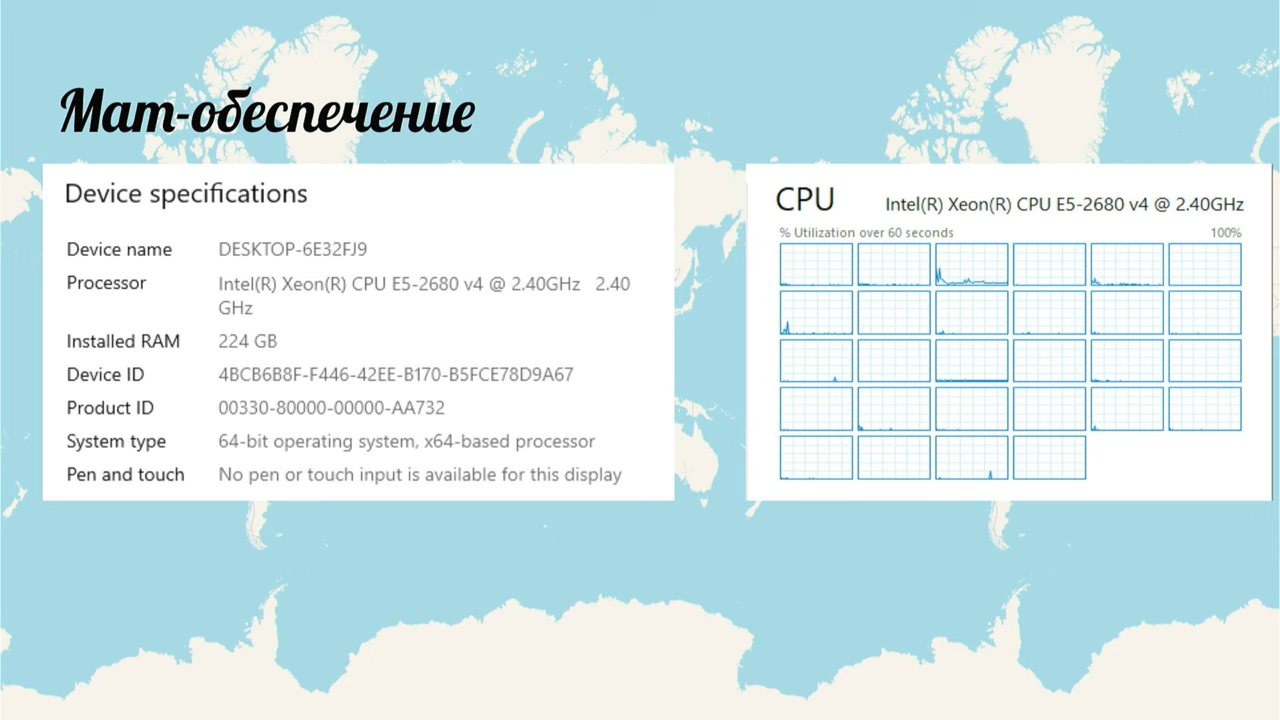 Мат-обеспечение
Device specifications
Device name DESKTOP-6E32FJ9
Processor Intel(R) Xeon(R) CPU E5-2680 v4 @ 2.40GHz 2.40
GHz
Installed RAM 224 GB
Device ID 4BCB6B8F-F446-42EE-B170-B5FCE78D9A67
Product ID 00330-80000-00000-AA732
System type 64-bit operating system, x64-based processor
Pen and touch No pen or touch input is available for this display
CPU Intel(R) Xeon(R) CPU E5-2680 v4 @ 2.40GHz
% Utilization over 60 seconds 100%